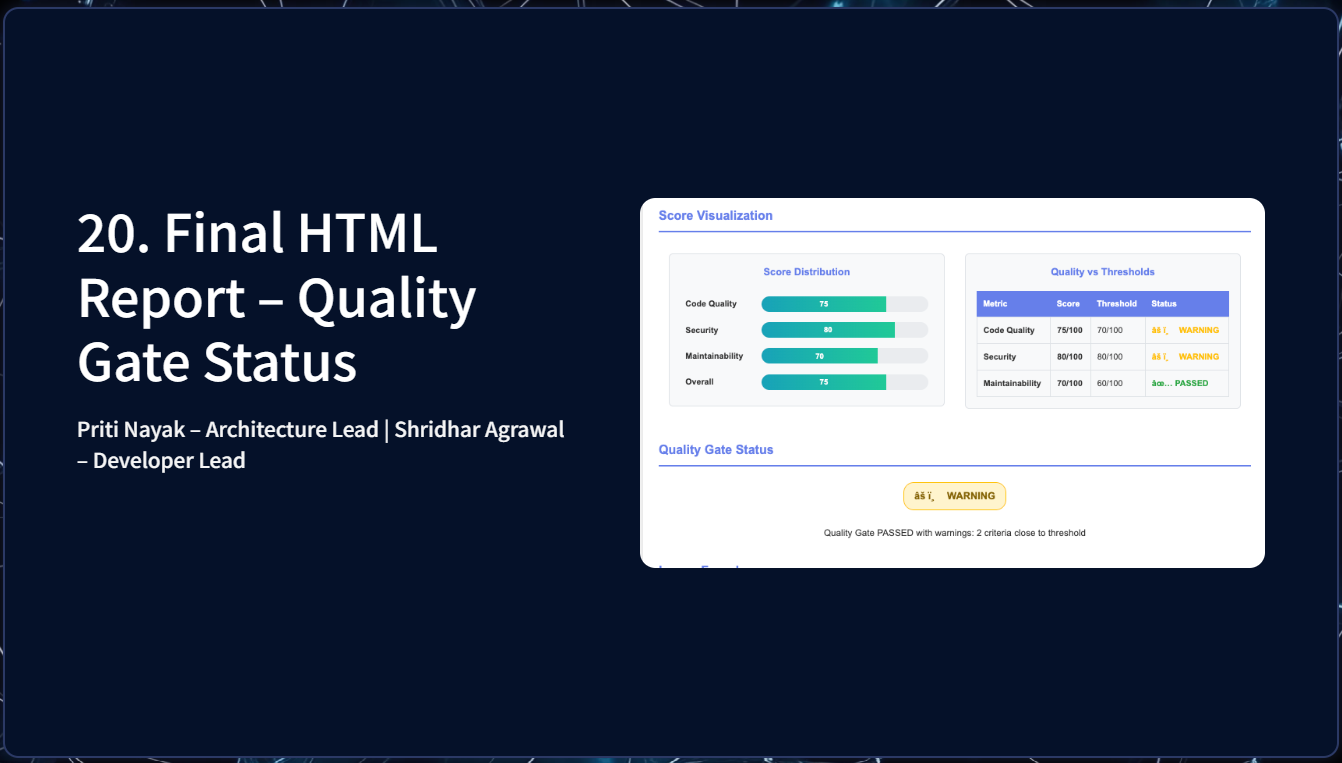 20. Final HTML
Report – Quality
Gate Status
Priti Nayak – Architecture Lead | Shridhar Agrawal
– Developer Lead
Score Visualization
Score Distribution
Code Quality 75
Security 80
Maintainability 70
Overall 75
Quality vs Thresholds
Metric Score Threshold Status
Code Quality 75/100 70/100 âš ï¸ WARNING
Security 80/100 80/100 âš ï¸ WARNING
Maintainability 70/100 60/100 âœ… PASSED
Quality Gate Status
âš ï¸ WARNING
Quality Gate PASSED with warnings: 2 criteria close to threshold